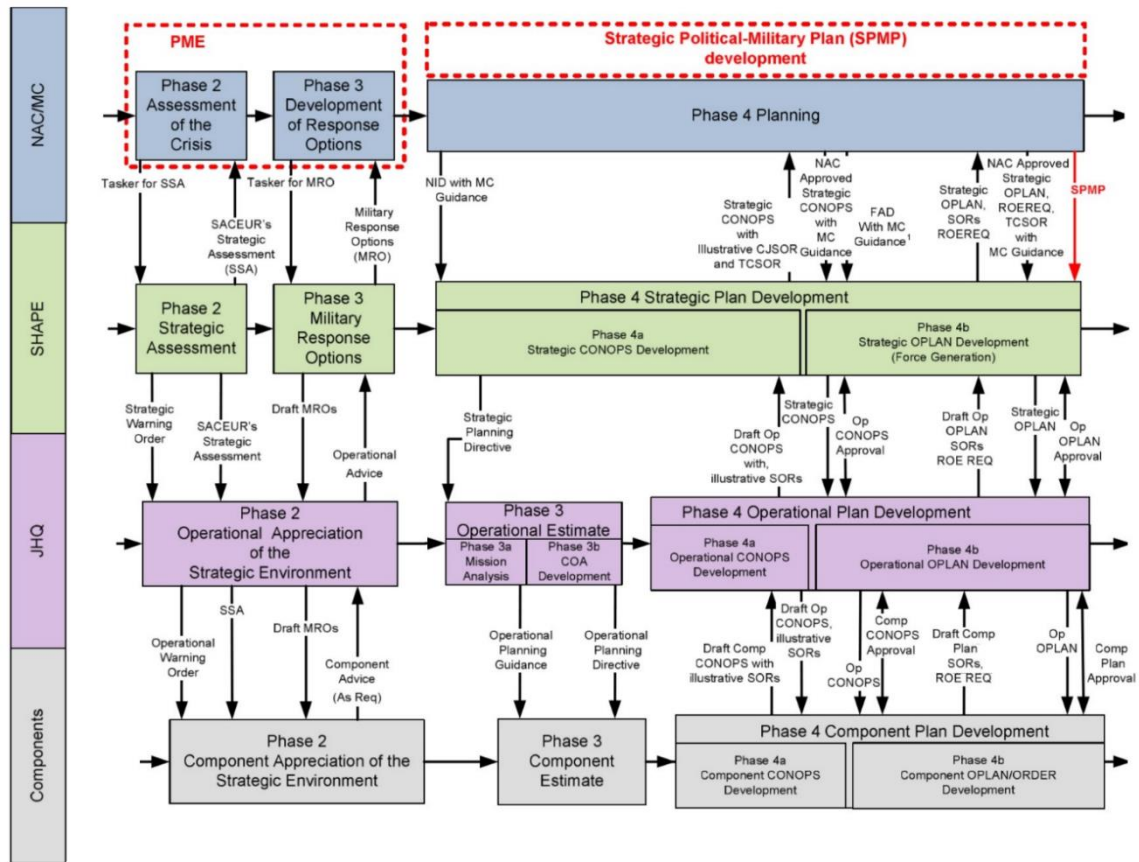 NAC/MC
PME
Strategic Political-Military Plan (SPMP)
development
Phase 2
Assessment
of the
Crisis
Phase 3
Development
of Response
Options
Phase 4 Planning
Tasker for SSA
SACEUR's
Strategic
Assessment
(SSA)
Tasker for MRO
Military
Response
Options
(MRO)
NID with MC
Guidance
Strategic
CONOPS
with
Illustrative CJSOR
and TCSOR
NAC
Approved
Strategic
CONOPS
with
MC
Guidance
FAD
With MC
Guidance¹
Strategic
OPLAN,
SORs
ROEREQ
NAC Approved
Strategic
OPLAN,
ROEREQ,
TCSOR
with
MC Guidance
SPMP
SHAPE
Phase 2
Strategic
Assessment
Phase 3
Military
Response
Options
Phase 4 Strategic Plan Development
Phase 4a
Strategic CONOPS Development
Phase 4b
Strategic OPLAN Development
(Force Generation)
Strategic
Warning
Order
SACEUR's
Strategic
Assessment
Draft MROs
Operational
Advice
Strategic
Planning
Directive
Draft Op
CONOPS
with,
illustrative SORs
Strategic
CONOPS
Op
CONOPS
Approval
Draft Op
OPLAN
SORs
ROE REQ
Strategic
OPLAN
Op
OPLAN
Approval
JHQ
Phase 2
Operational Appreciation
of the
Strategic Environment
Phase 3
Operational Estimate
Phase 3a
Mission
Analysis
Phase 3b
COA
Development
Phase 4 Operational Plan Development
Phase 4a
Operational CONOPS
Development
Phase 4b
Operational OPLAN Development
Operational
Warning
Order
SSA
Draft MROs
Component
Advice
(As Req)
Operational
Planning
Guidance
Operational
Planning
Directive
Draft Comp
CONOPS with
illustrative SORs
Draft Op
CONOPS,
illustrative
SORs
Op
CONOPS
Comp
CONOPS
Approval
Draft Comp
Plan
SORs,
ROE REQ
Op
OPLAN
Comp
Plan
Approval
Components
Phase 2
Component Appreciation of the
Strategic Environment
Phase 3
Component
Estimate
Phase 4 Component Plan Development
Phase 4a
Component CONOPS
Development
Phase 4b
Component OPLAN/ORDER
Development